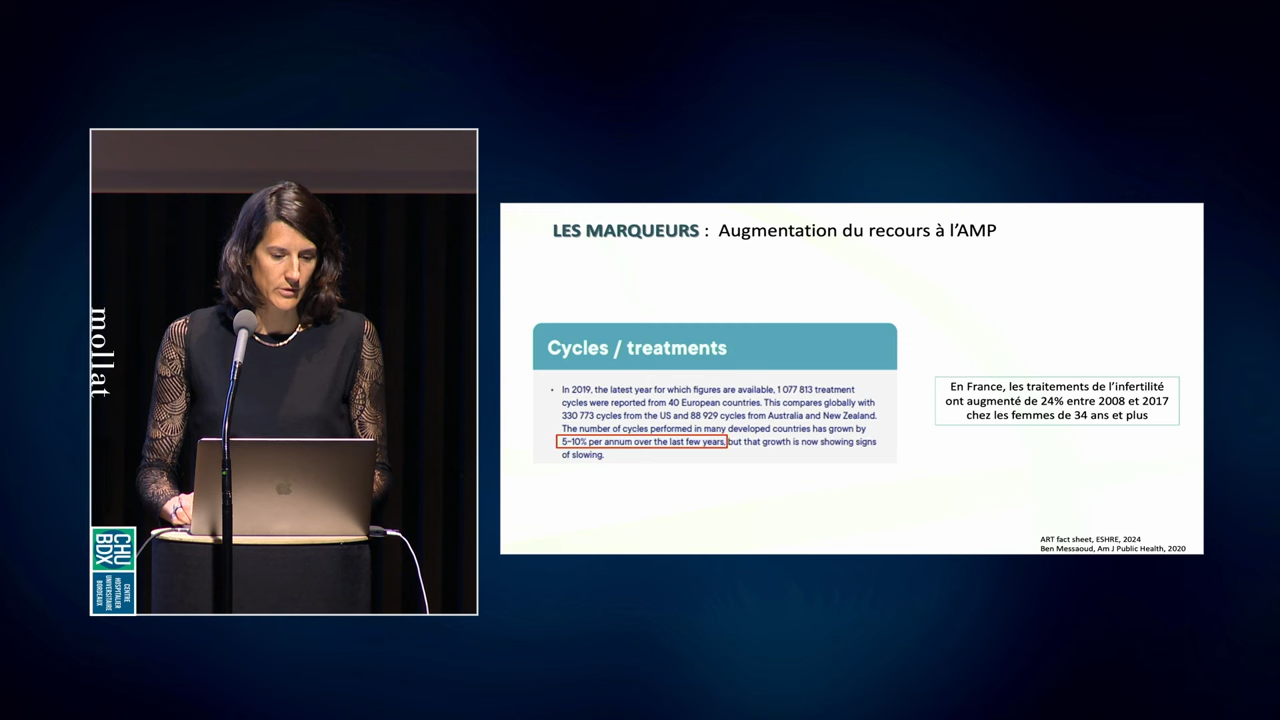 mollat
CHU
BDX
CENTRE
HOSPITALIER
UNIVERSITAIRE
BORDEAUX
LES MARQUEURS : Augmentation du recours à l’AMP
Cycles / treatments
• In 2019, the latest year for which figures are available, 1 077 813 treatment
cycles were reported from 40 European countries. This compares globally with
330 773 cycles from the US and 88 929 cycles from Australia and New Zealand.
The number of cycles performed in many developed countries has grown by
5-10% per annum over the last few years, but that growth is now showing signs
of slowing.
En France, les traitements de l’infertilité
ont augmenté de 24% entre 2008 et 2017
chez les femmes de 34 ans et plus
ART fact sheet, ESHRE, 2024
Ben Messaoud, Am J Public Health, 2020